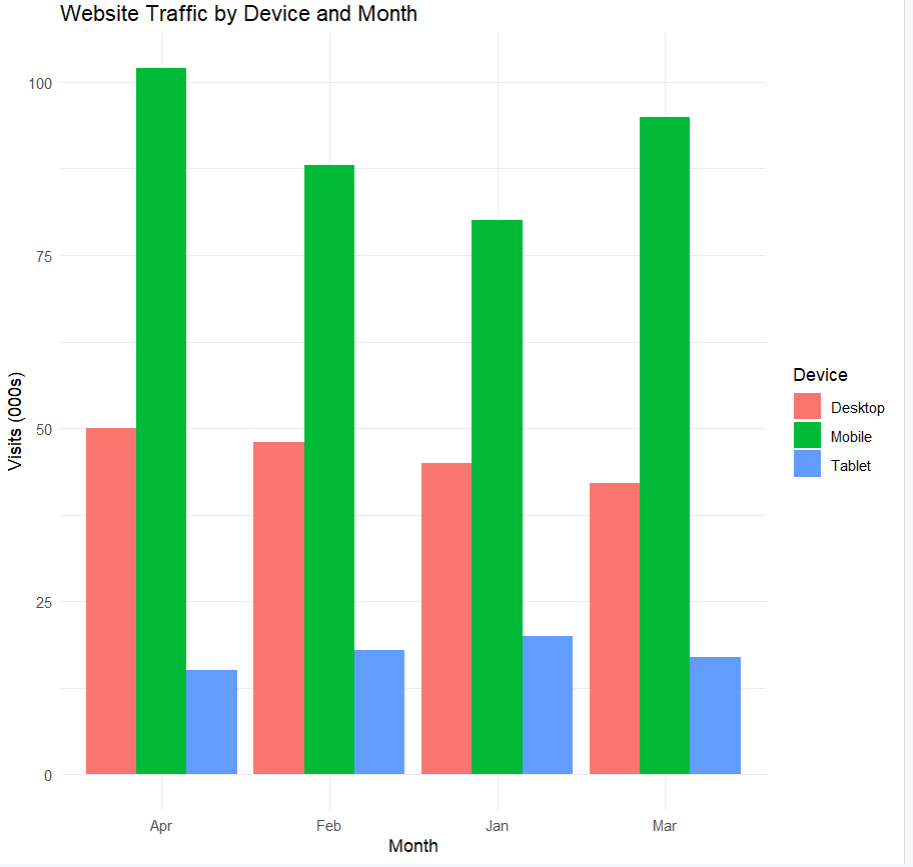 Website Traffic by Device and Month
100
75
50
25
0
Visits (000s)
Apr Feb Jan Mar
Month
Device
Desktop
Mobile
Tablet